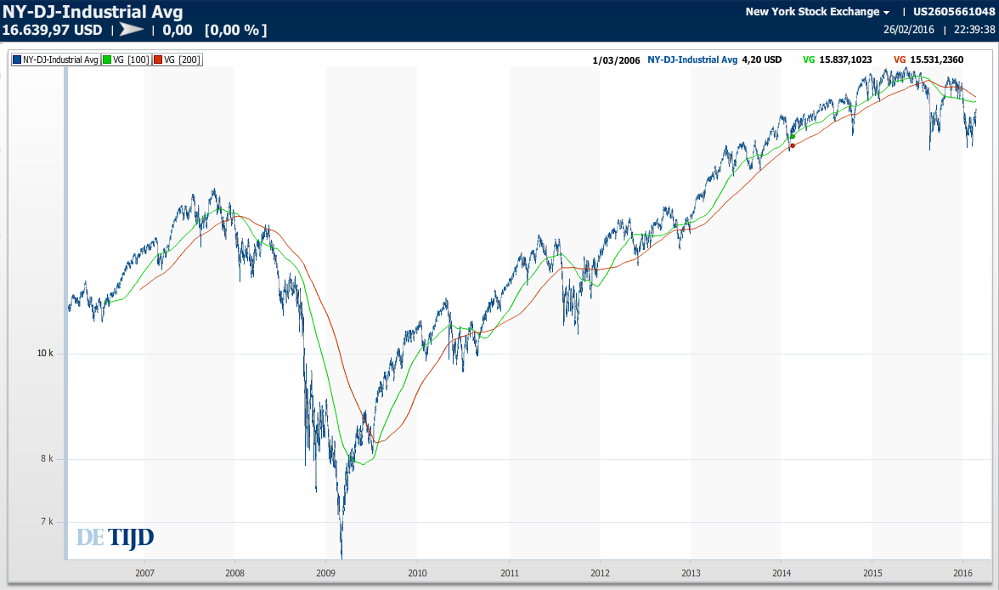 NY-DJ-Industrial Avg
New York Stock Exchange | US2605661048
16.639,97 USD | | 0,00 [0,00 %]
26/02/2016 | 22:39:38
NY-DJ-Industrial Avg VG [100] VG [200]
1/03/2006 NY-DJ-Industrial Avg 4,20 USD VG 15.837,1023 VG 15.531,2360
10 k
8 k
7 k
DE TIJD
2007 2008 2009 2010 2011 2012 2013 2014 2015 2016